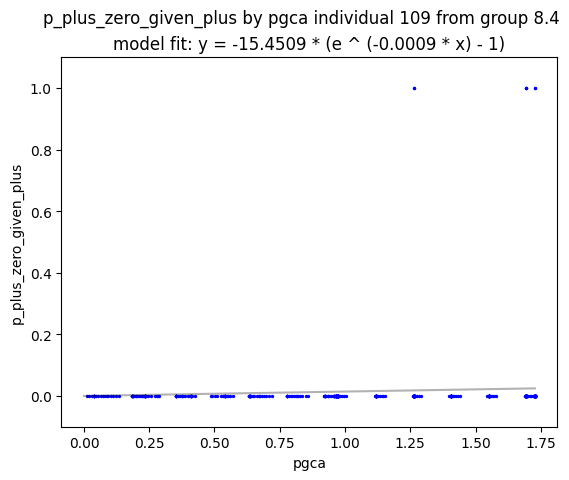 p_plus_zero_given_plus by pgca individual 109 from group 8.4
model fit: y = -15.4509 * (e ^ (-0.0009 * x) - 1)
1.0
0.8
0.6
0.4
0.2
0.0
p_plus_zero_given_plus
0.00 0.25 0.50 0.75 1.00 1.25 1.50 1.75
pgca